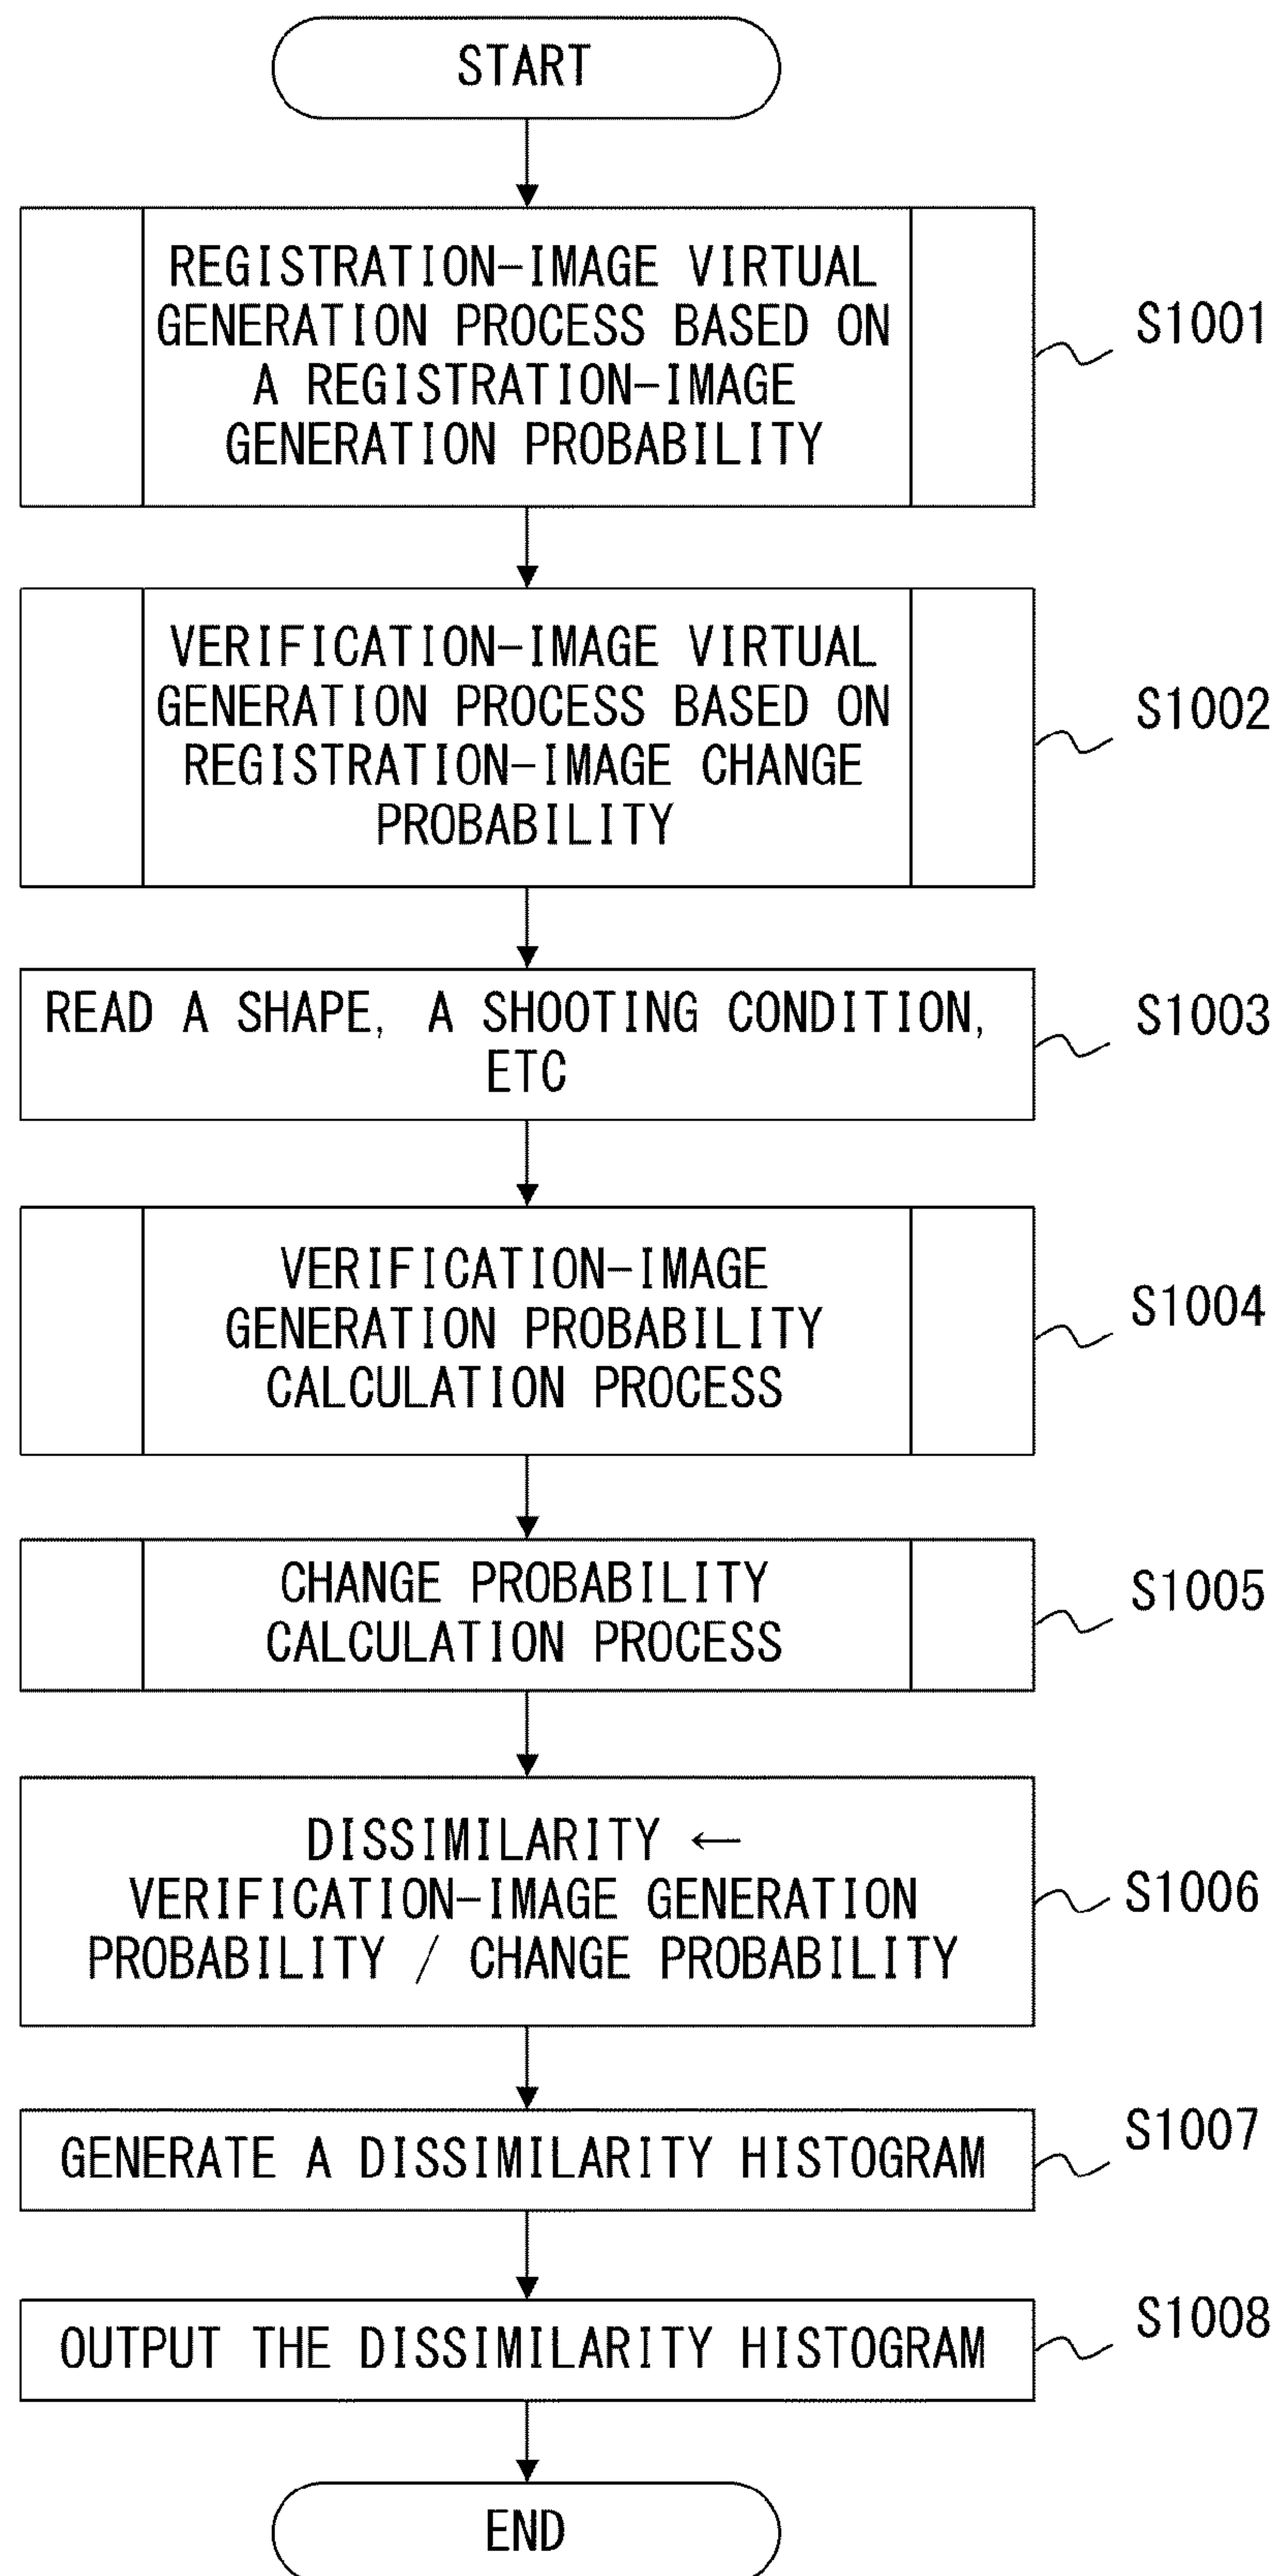 START
REGISTRATION-IMAGE VIRTUAL
GENERATION PROCESS BASED ON
A REGISTRATION-IMAGE
GENERATION PROBABILITY
S1001
VERIFICATION-IMAGE VIRTUAL
GENERATION PROCESS BASED ON
REGISTRATION-IMAGE CHANGE
PROBABILITY
S1002
READ A SHAPE, A SHOOTING CONDITION,
ETC
S1003
VERIFICATION-IMAGE
GENERATION PROBABILITY
CALCULATION PROCESS
S1004
CHANGE PROBABILITY
CALCULATION PROCESS
S1005
DISSIMILARITY ←
VERIFICATION-IMAGE GENERATION
PROBABILITY / CHANGE PROBABILITY
S1006
GENERATE A DISSIMILARITY HISTOGRAM
S1007
OUTPUT THE DISSIMILARITY HISTOGRAM
S1008
END